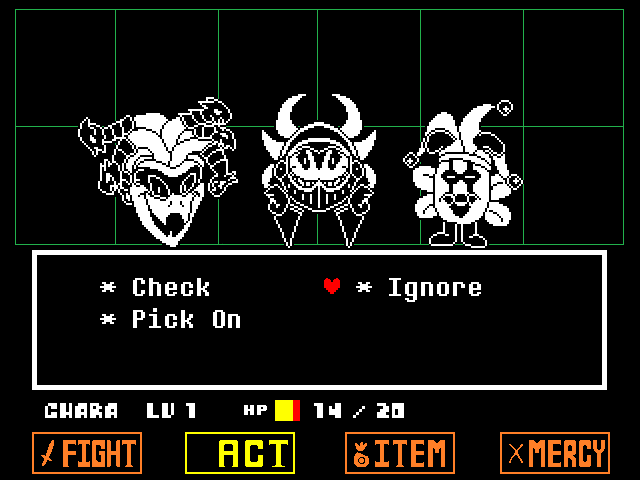 * Check * Ignore
* Pick On
CHARA LV 1 HP 14 / 20
FIGHT ACT ITEM MERCY